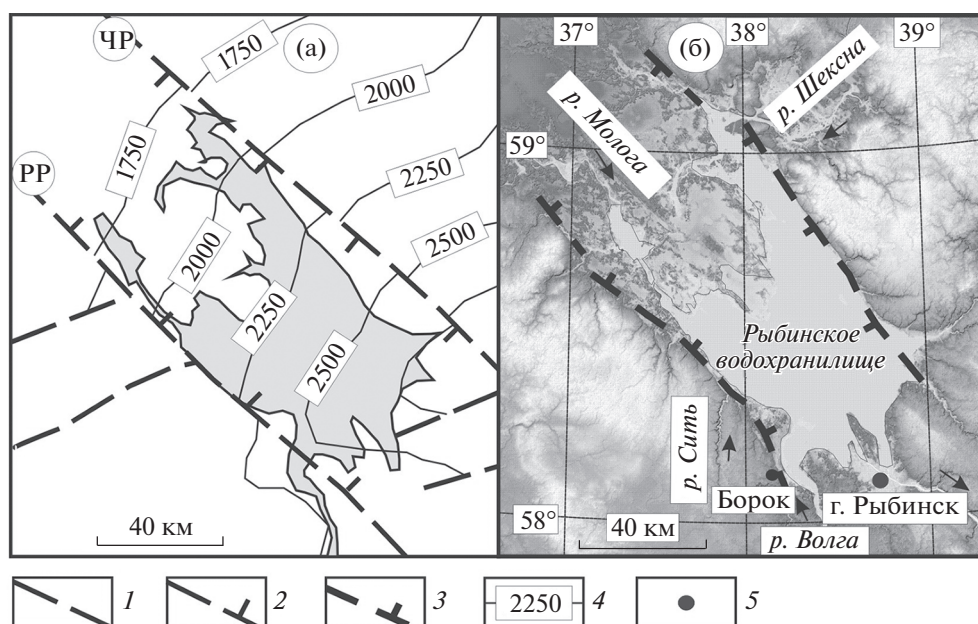 ЧР
(а)
1750
2000
1750
РР
2250
2000
2500
2250
2500
40 км
37°
(б)
38°
39°
р. Шексна
р. Молога
59°
Рыбинское
водохранилище
р. Сить
Борок
г. Рыбинск
58°
40 км
р. Волга
1
2
3
2250
4
5